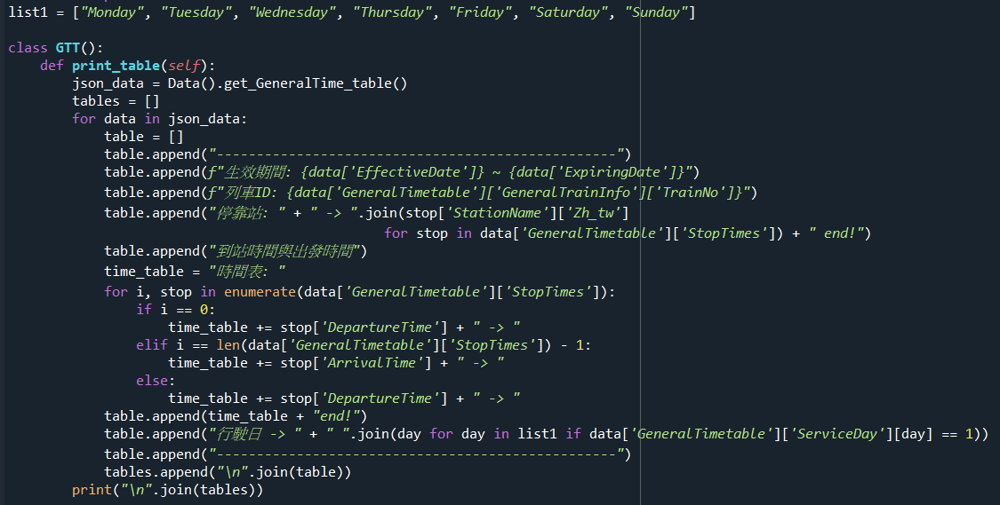 list1 = ["Monday", "Tuesday", "Wednesday", "Thursday", "Friday", "Saturday", "Sunday"]
class GTT():
    def print_table(self):
        json_data = Data().get_GeneralTime_table()
        tables = []
        for data in json_data:
            table = []
            table.append("--------------------------------------------------")
            table.append(f"生效期間: {data['EffectiveDate']} ~ {data['ExpiringDate']}")
            table.append(f"列車ID: {data['GeneralTimetable']['GeneralTrainInfo']['TrainNo']}")
            table.append("停靠站: " + " -> ".join(stop['StationName']['Zh_tw']
                                               for stop in data['GeneralTimetable']['StopTimes']) + " end!")
            table.append("到站時間與出發時間")
            time_table = "時間表: "
            for i, stop in enumerate(data['GeneralTimetable']['StopTimes']):
                if i == 0:
                    time_table += stop['DepartureTime'] + " -> "
                elif i == len(data['GeneralTimetable']['StopTimes']) - 1:
                    time_table += stop['ArrivalTime'] + " -> "
                else:
                    time_table += stop['DepartureTime'] + " -> "
            table.append(time_table + "end!")
            table.append("行駛日 -> " + " ".join(day for day in list1 if data['GeneralTimetable']['ServiceDay'][day] == 1))
            table.append("--------------------------------------------------")
            tables.append("\n".join(table))
        print("\n".join(tables))